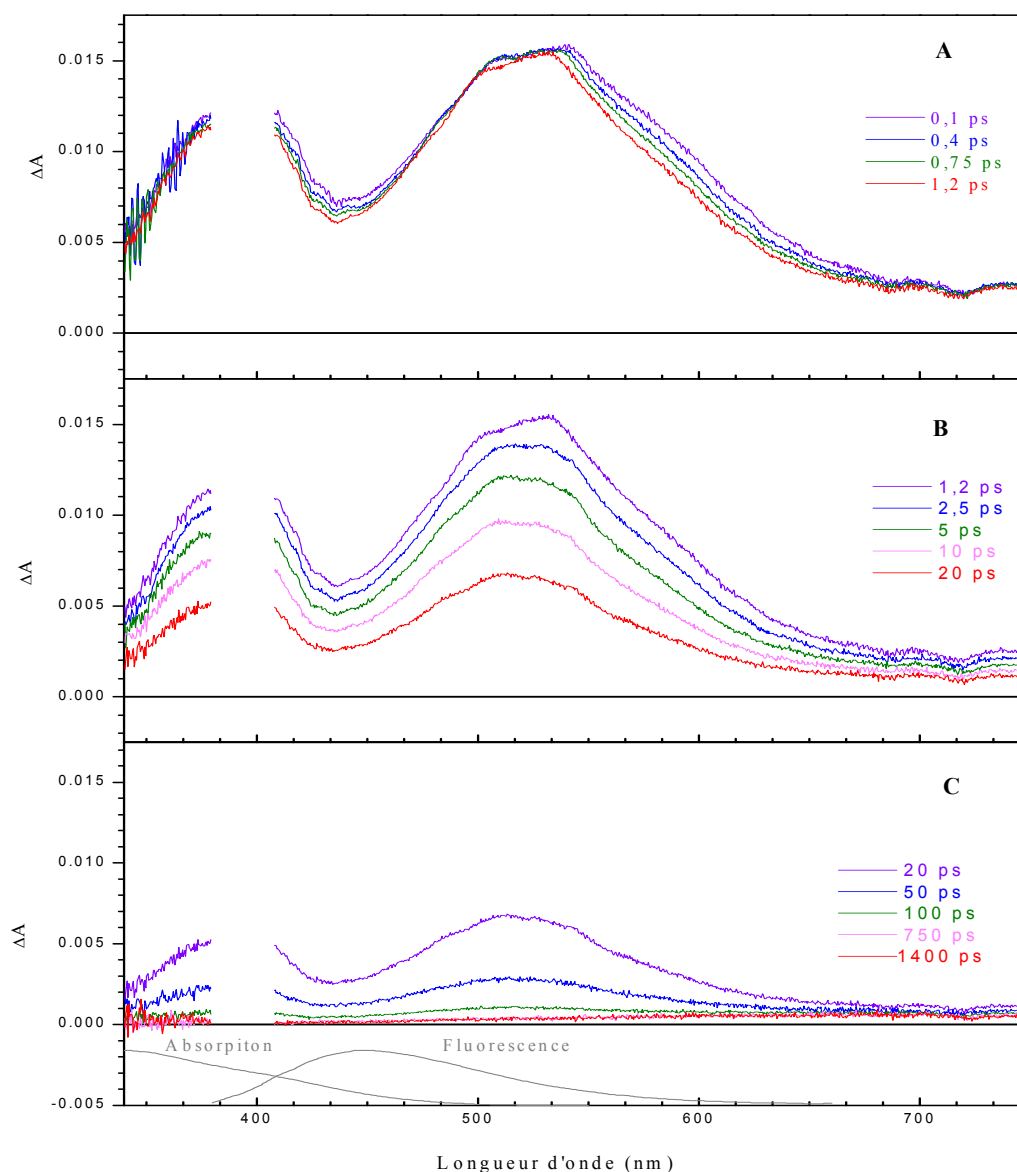 A
0.015
0.010
0.005
0.000
ΔA
0,1 ps
0,4 ps
0,75 ps
1,2 ps
B
0.015
0.010
0.005
0.000
ΔA
1,2 ps
2,5 ps
5 ps
10 ps
20 ps
C
0.015
0.010
0.005
0.000
-0.005
ΔA
20 ps
50 ps
100 ps
750 ps
1400 ps
Absorpiton
Fluorescence
400
500
600
700
Longueur d'onde (nm)